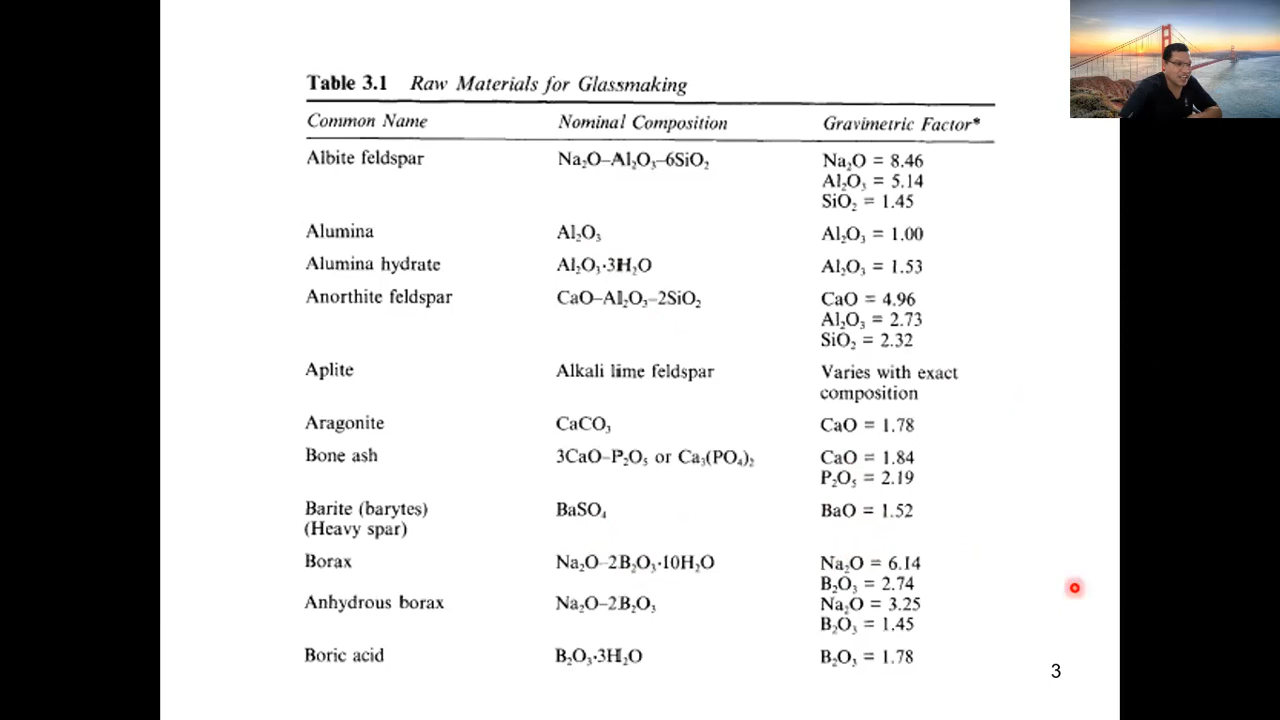 Table 3.1 Raw Materials for Glassmaking
Common Name Nominal Composition Gravimetric Factor*
Albite feldspar Na₂O–Al₂O₃–6SiO₂ Na₂O = 8.46
Al₂O₃ = 5.14
SiO₂ = 1.45
Alumina Al₂O₃ Al₂O₃ = 1.00
Alumina hydrate Al₂O₃·3H₂O Al₂O₃ = 1.53
Anorthite feldspar CaO–Al₂O₃–2SiO₂ CaO = 4.96
Al₂O₃ = 2.73
SiO₂ = 2.32
Aplite Alkali lime feldspar Varies with exact
composition
Aragonite CaCO₃ CaO = 1.78
Bone ash 3CaO–P₂O₅ or Ca₃(PO₄)₂ CaO = 1.84
P₂O₅ = 2.19
Barite (barytes) BaSO₄ BaO = 1.52
(Heavy spar)
Borax Na₂O–2B₂O₃·10H₂O Na₂O = 6.14
B₂O₃ = 2.74
Anhydrous borax Na₂O–2B₂O₃ Na₂O = 3.25
B₂O₃ = 1.45
Boric acid B₂O₃·3H₂O B₂O₃ = 1.78
3